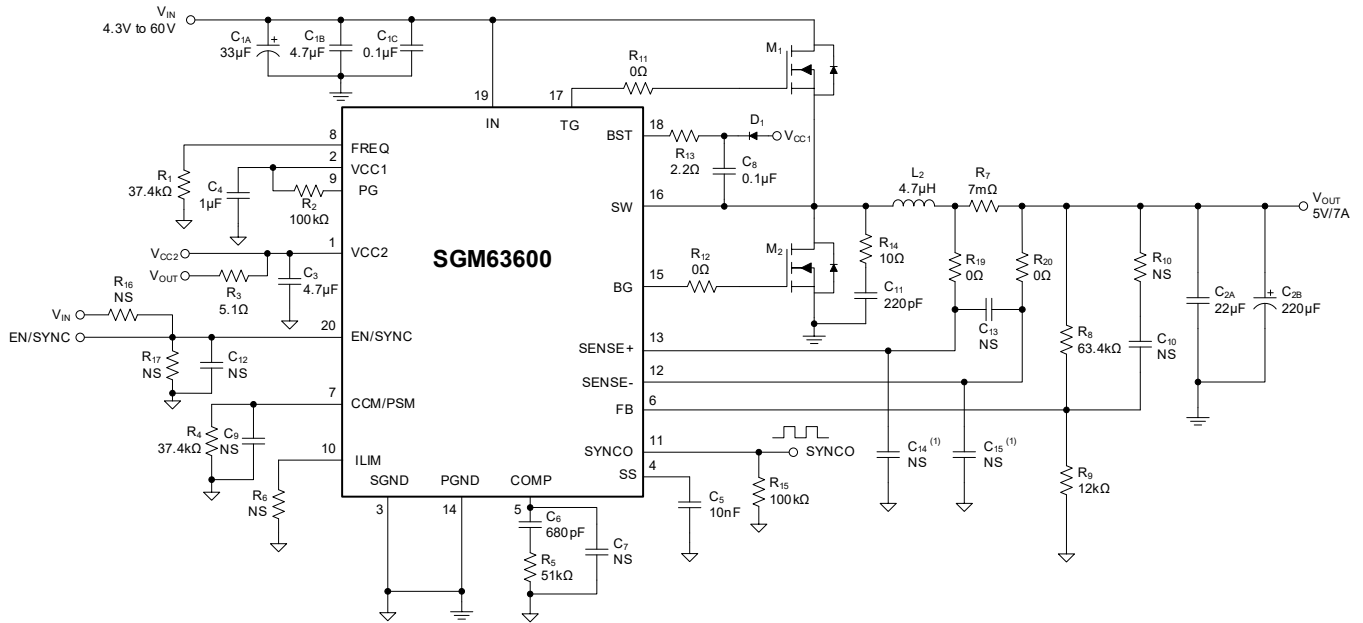 V_IN
4.3V to 60V
C1A
33μF
+
C1B
4.7μF
C1C
0.1μF
M1
R11
0Ω
19
17
IN
TG
8
FREQ
2
VCC1
9
PG
R1
37.4kΩ
C4
1μF
R2
100kΩ
1
VCC2
VCC2
VOUT
R3
5.1Ω
C3
4.7μF
SGM63600
R16
NS
VIN
EN/SYNC
20
EN/SYNC
R17
NS
C12
NS
7
CCM/PSM
R4
37.4kΩ
C9
NS
10
ILIM
R6
NS
SGND
PGND
COMP
3
14
5
C6
680pF
R5
51kΩ
C7
NS
BST
18
R13
2.2Ω
D1
VCC1
C8
0.1μF
SW
16
L2
4.7μH
R7
7mΩ
VOUT
5V/7A
M2
R12
0Ω
BG
15
R14
10Ω
C11
220pF
R19
0Ω
R20
0Ω
C13
NS
R10
NS
C10
NS
C2A
22μF
+
C2B
220μF
SENSE+
13
SENSE-
12
FB
6
R8
63.4kΩ
SYNCO
11
SYNCO
SS
4
R15
100kΩ
C5
10nF
C14 (1)
NS
C15 (1)
NS
R9
12kΩ